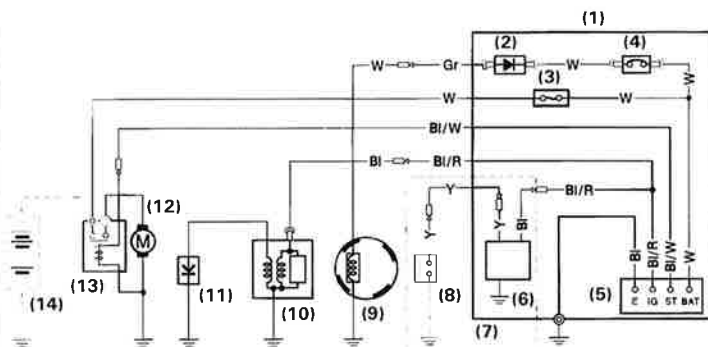 (1)
(2)
(4)
W
Gr
W
W
(3)
W
W
Bl/W
Bl
Bl/R
Y
Bl/R
(12)
M
Y
Y
Bl
Bl
Bl/R
Bl/W
W
K
(5)
E IG ST BAT
(14)
(13)
(11)
(10)
(9)
(8)
(7)
(6)